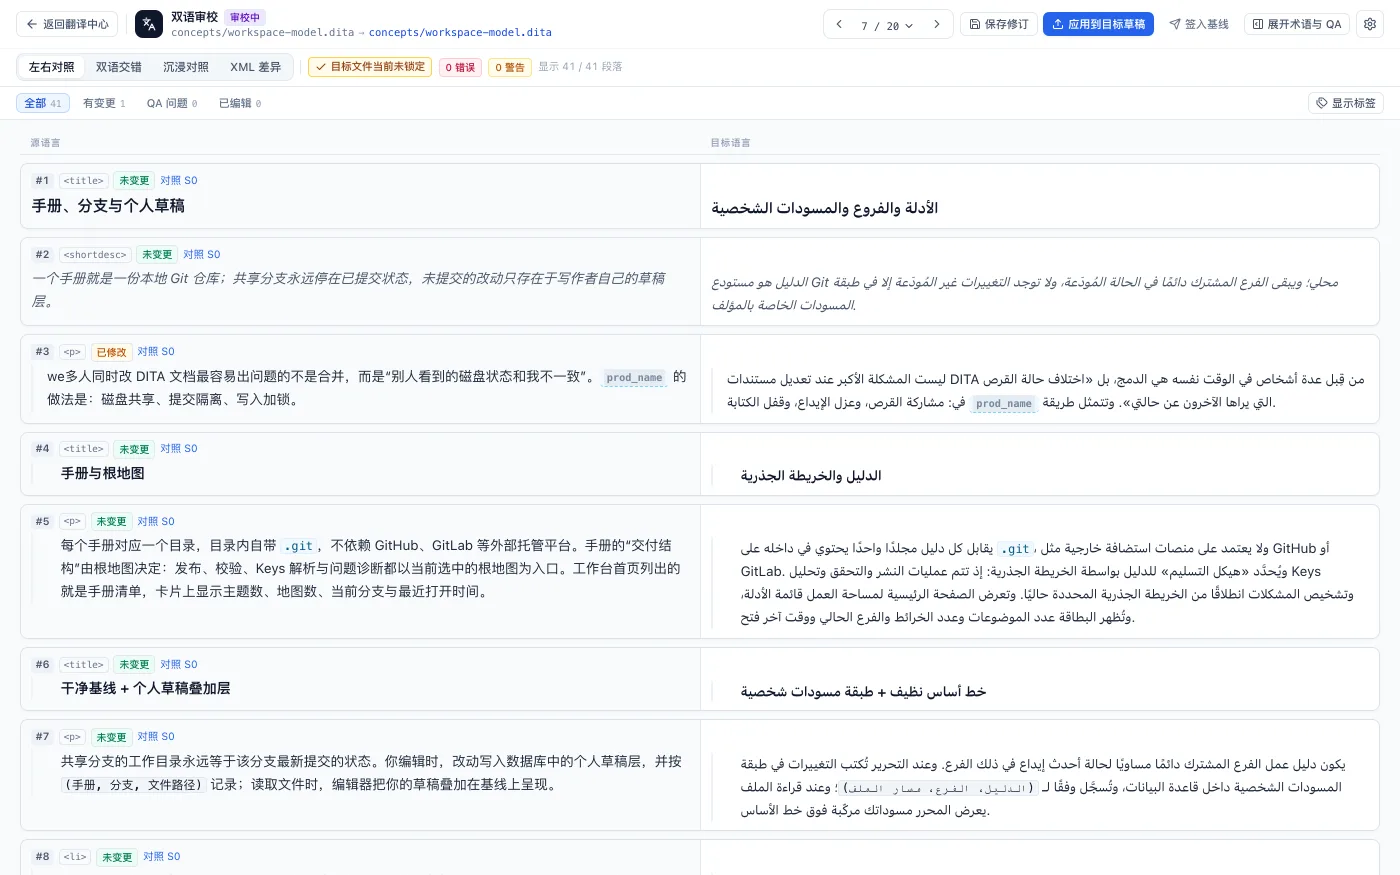 返回翻译中心
双语审校 审校中
concepts/workspace-model.dita → concepts/workspace-model.dita
7 / 20
保存修订
应用到目标草稿
签入基线
展开术语与 QA
左右对照 双语交错 沉浸对照 XML 差异
目标文件当前未锁定 0 错误 0 警告 显示 41 / 41 段落
全部 41 有变更 1 QA 问题 0 已编辑 0
显示标签
源语言 目标语言
#1 <title> 未变更 对照 S0
手册、分支与个人草稿
الأدلة والفروع والمسودات الشخصية
#2 <shortdesc> 未变更 对照 S0
一个手册就是一份本地 Git 仓库；共享分支永远停在已提交状态，未提交的改动只存在于写作者自己的草稿
层。
الدليل هو مستودع Git محلي؛ ويبقى الفرع المشترك دائمًا في الحالة المُودَعة، ولا توجد التغييرات غير المُودَعة إلا في طبقة
المسودات الخاصة بالمؤلف.
#3 <p> 已修改 对照 S0
we多人同时改 DITA 文档最容易出问题的不是合并，而是“别人看到的磁盘状态和我不一致”。 prod_name 的
做法是：磁盘共享、提交隔离、写入加锁。
ليست المشكلة الأكبر عند تعديل مستندات DITA من قِبل عدة أشخاص في الوقت نفسه هي الدمج، بل «اختلاف حالة القرص
التي يراها الآخرون عن حالتي». وتتمثل طريقة prod_name في: مشاركة القرص، وعزل الإيداع، وقفل الكتابة.
#4 <title> 未变更 对照 S0
手册与根地图
الدليل والخريطة الجذرية
#5 <p> 未变更 对照 S0
每个手册对应一个目录，目录内自带 .git，不依赖 GitHub、GitLab 等外部托管平台。手册的“交付结
构”由根地图决定：发布、校验、Keys 解析与问题诊断都以当前选中的根地图为入口。工作台首页列出的
就是手册清单，卡片上显示主题数、地图数、当前分支与最近打开时间。
يقابل كل دليل مجلدًا واحدًا يحتوي في داخله على .git، ولا يعتمد على منصات استضافة خارجية مثل GitHub أو
GitLab. ويُحدَّد «هيكل التسليم» للدليل بواسطة الخريطة الجذرية: إذ تتم عمليات النشر والتحقق وتحليل Keys
وتشخيص المشكلات انطلاقًا من الخريطة الجذرية المحددة حاليًا. وتعرض الصفحة الرئيسية لمساحة العمل قائمة الأدلة،
وتُظهر البطاقة عدد الموضوعات وعدد الخرائط والفرع الحالي ووقت آخر فتح.
#6 <title> 未变更 对照 S0
干净基线 + 个人草稿叠加层
خط أساس نظيف + طبقة مسودات شخصية
#7 <p> 未变更 对照 S0
共享分支的工作目录永远等于该分支最新提交的状态。你编辑时，改动写入数据库中的个人草稿层，并按
(手册, 分支, 文件路径) 记录；读取文件时，编辑器把你的草稿叠加在基线上呈现。
يكون دليل عمل الفرع المشترك دائمًا مساويًا لحالة أحدث إيداع في ذلك الفرع. وعند التحرير تُكتب التغييرات في طبقة
المسودات الشخصية داخل قاعدة البيانات، وتُسجَّل وفقًا لـ (الدليل، الفرع، مسار الملف)؛ وعند قراءة الملف
يعرض المحرر مسوداتك مركّبة فوق خط الأساس.
#8 <li> 未变更 对照 S0